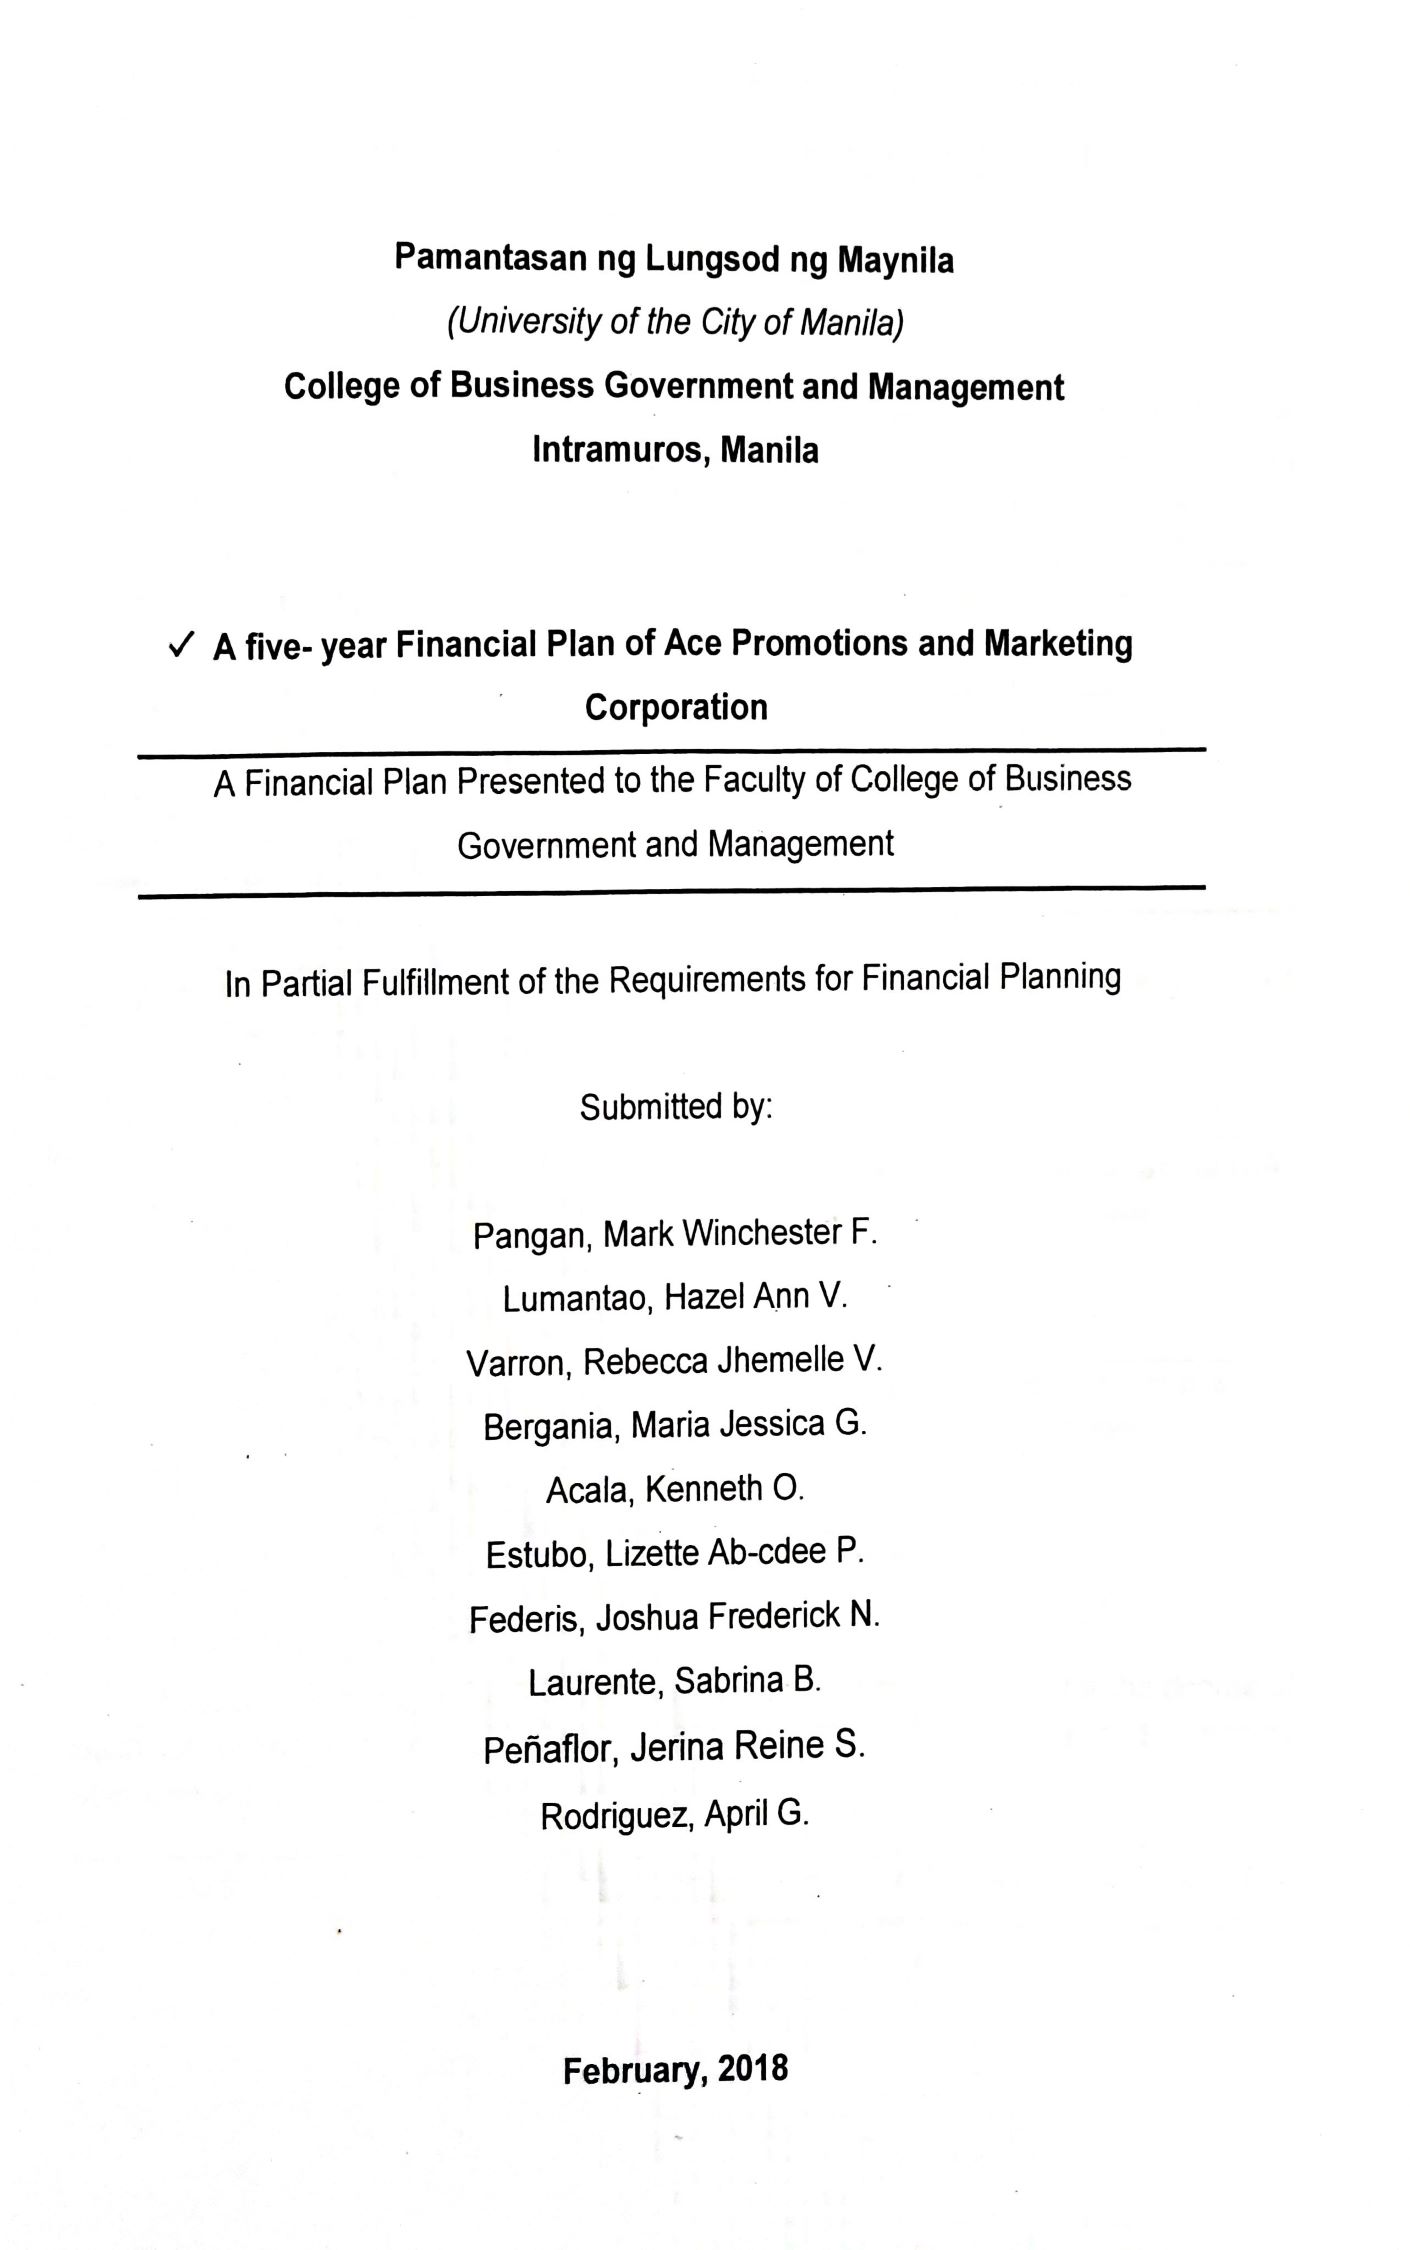 Pamantasan ng Lungsod ng Maynila
(University of the City of Manila)
College of Business Government and Management
Intramuros, Manila
✓ A five- year Financial Plan of Ace Promotions and Marketing
Corporation
A Financial Plan Presented to the Faculty of College of Business
Government and Management
In Partial Fulfillment of the Requirements for Financial Planning
Submitted by:
Pangan, Mark Winchester F.
Lumantao, Hazel Ann V.
Varron, Rebecca Jhemelle V.
Bergania, Maria Jessica G.
Acala, Kenneth O.
Estubo, Lizette Ab-cdee P.
Federis, Joshua Frederick N.
Laurente, Sabrina B.
Peñaflor, Jerina Reine S.
Rodriguez, April G.
February, 2018